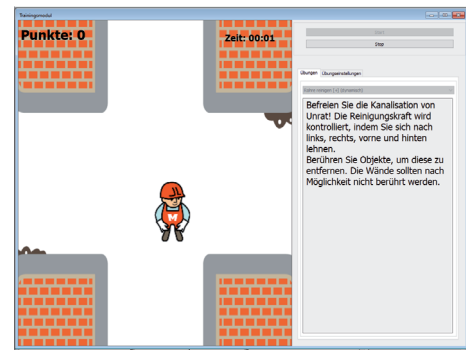 Trainingsmodul
Punkte: 0
Zeit: 00:01
Start
Stop
Übungen
Übungseinstellungen
Befreien Sie die Kanalisation von
Unrat! Die Reinigungskraft wird
kontrolliert, indem Sie sich nach
links, rechts, vorne und hinten
lehnen.
Berühren Sie Objekte, um diese zu
entfernen. Die Wände sollten nach
Möglichkeit nicht berührt werden.
M